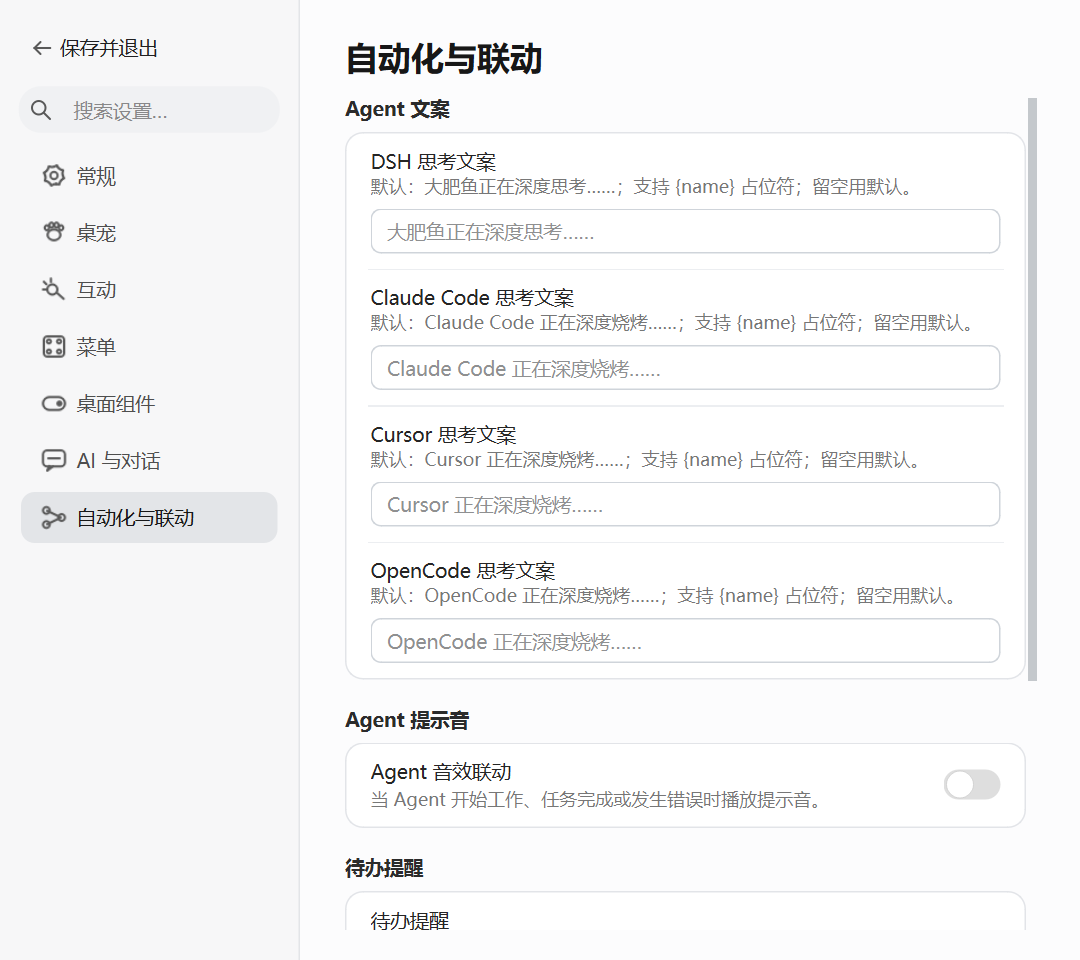 保存并退出
搜索设置...
常规
桌宠
互动
菜单
桌面组件
AI 与对话
自动化与联动
自动化与联动
Agent 文案
DSH 思考文案
默认：大肥鱼正在深度思考……；支持 {name} 占位符；留空用默认。
大肥鱼正在深度思考……
Claude Code 思考文案
默认：Claude Code 正在深度烧烤……；支持 {name} 占位符；留空用默认。
Claude Code 正在深度烧烤……
Cursor 思考文案
默认：Cursor 正在深度烧烤……；支持 {name} 占位符；留空用默认。
Cursor 正在深度烧烤……
OpenCode 思考文案
默认：OpenCode 正在深度烧烤……；支持 {name} 占位符；留空用默认。
OpenCode 正在深度烧烤……
Agent 提示音
Agent 音效联动
当 Agent 开始工作、任务完成或发生错误时播放提示音。
待办提醒
待办提醒